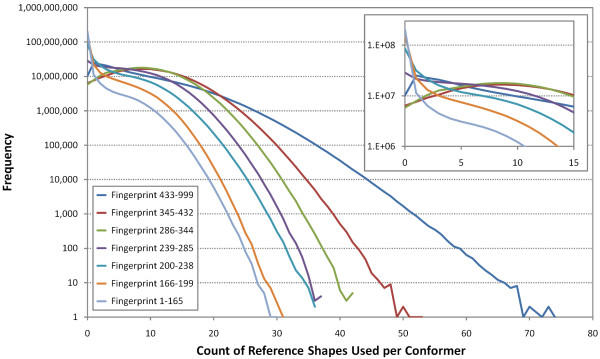 1,000,000,000
100,000,000
10,000,000
1,000,000
100,000
10,000
1,000
100
10
1
Frequency
0
10
20
30
40
50
60
70
80
Count of Reference Shapes Used per Conformer
Fingerprint 433-999
Fingerprint 345-432
Fingerprint 286-344
Fingerprint 239-285
Fingerprint 200-238
Fingerprint 166-199
Fingerprint 1-165
1.E+08
1.E+07
1.E+06
0
5
10
15